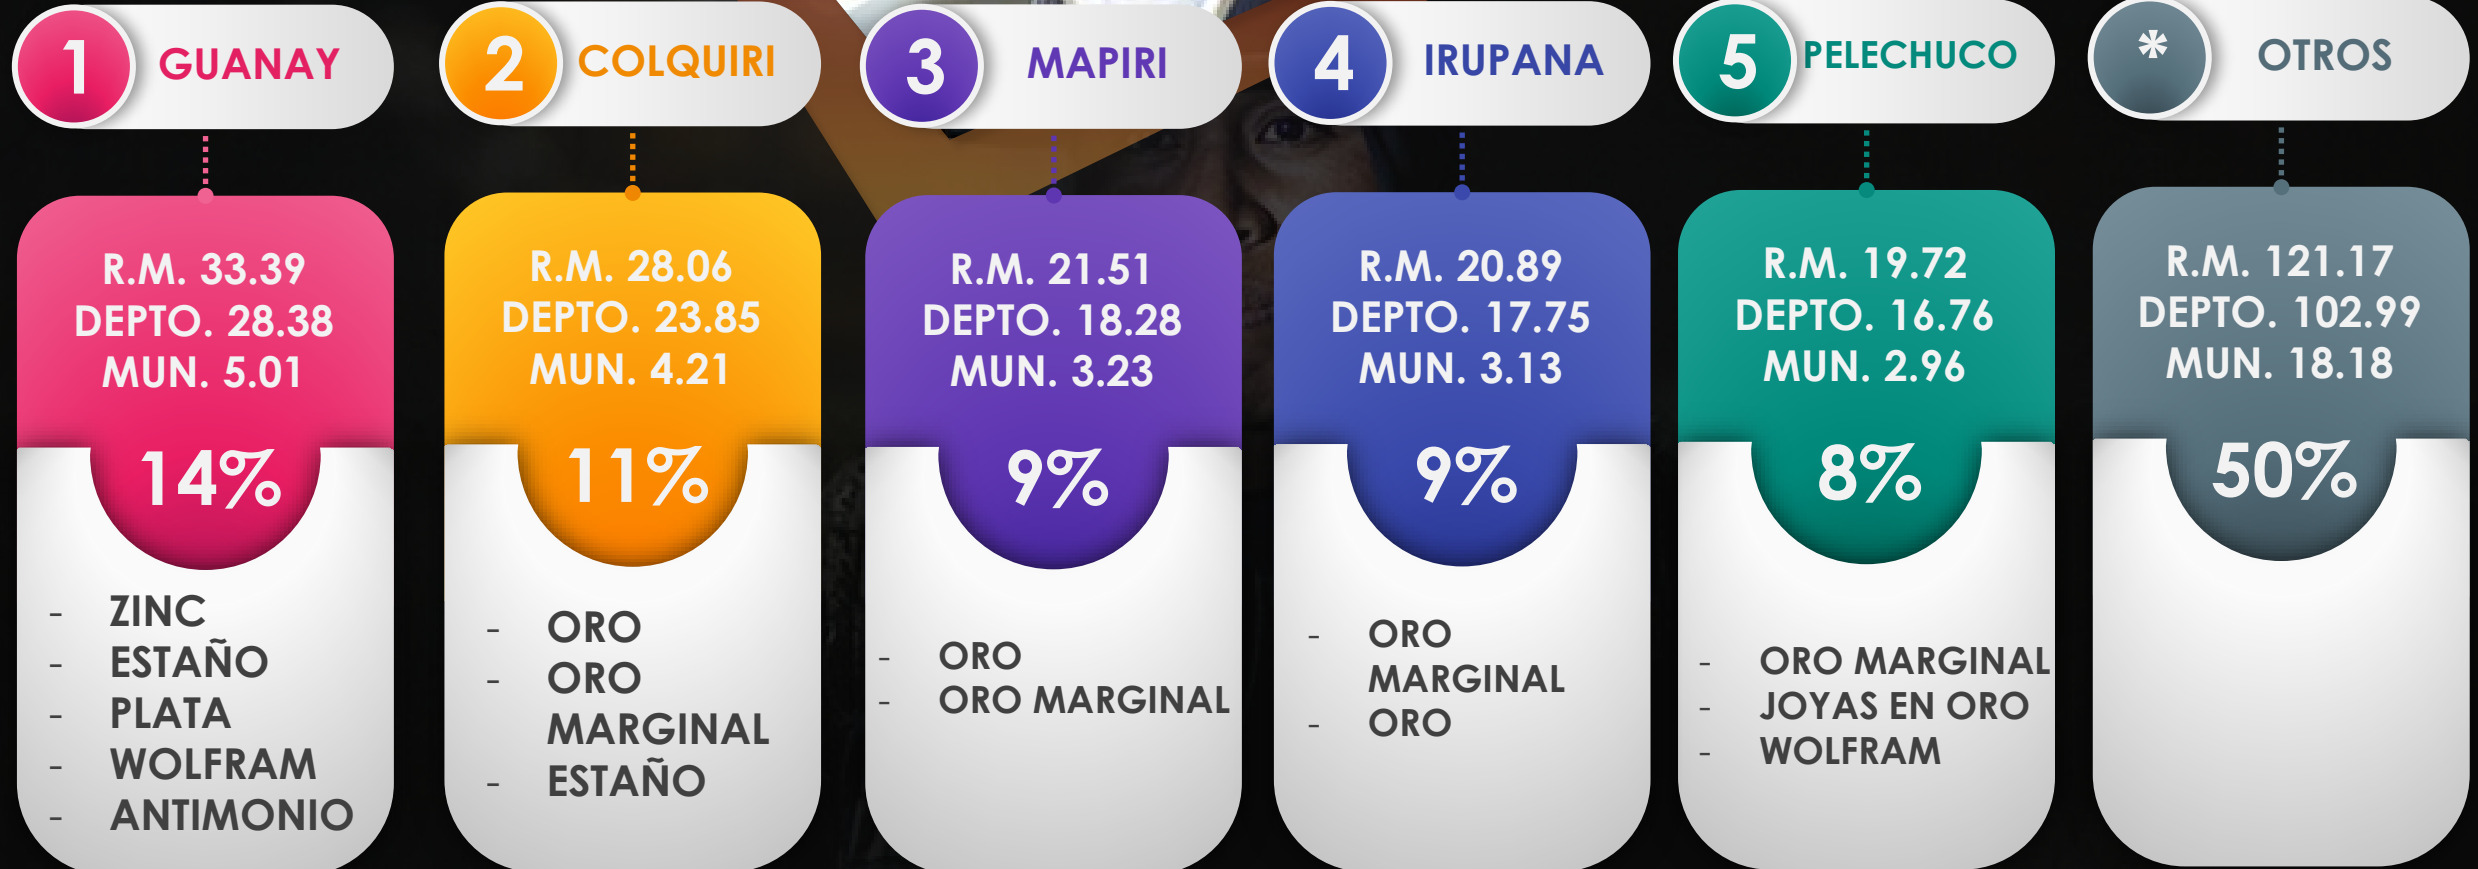 1 GUANAY
R.M. 33.39
DEPTO. 28.38
MUN. 5.01
14%
- ZINC
- ESTAÑO
- PLATA
- WOLFRAM
- ANTIMONIO
2 COLQUIRI
R.M. 28.06
DEPTO. 23.85
MUN. 4.21
11%
- ORO
- ORO
MARGINAL
- ESTAÑO
3 MAPIRI
R.M. 21.51
DEPTO. 18.28
MUN. 3.23
9%
- ORO
- ORO MARGINAL
4 IRUPANA
R.M. 20.89
DEPTO. 17.75
MUN. 3.13
9%
- ORO
MARGINAL
- ORO
5 PELECHUCO
R.M. 19.72
DEPTO. 16.76
MUN. 2.96
8%
- ORO MARGINAL
- JOYAS EN ORO
- WOLFRAM
* OTROS
R.M. 121.17
DEPTO. 102.99
MUN. 18.18
50%